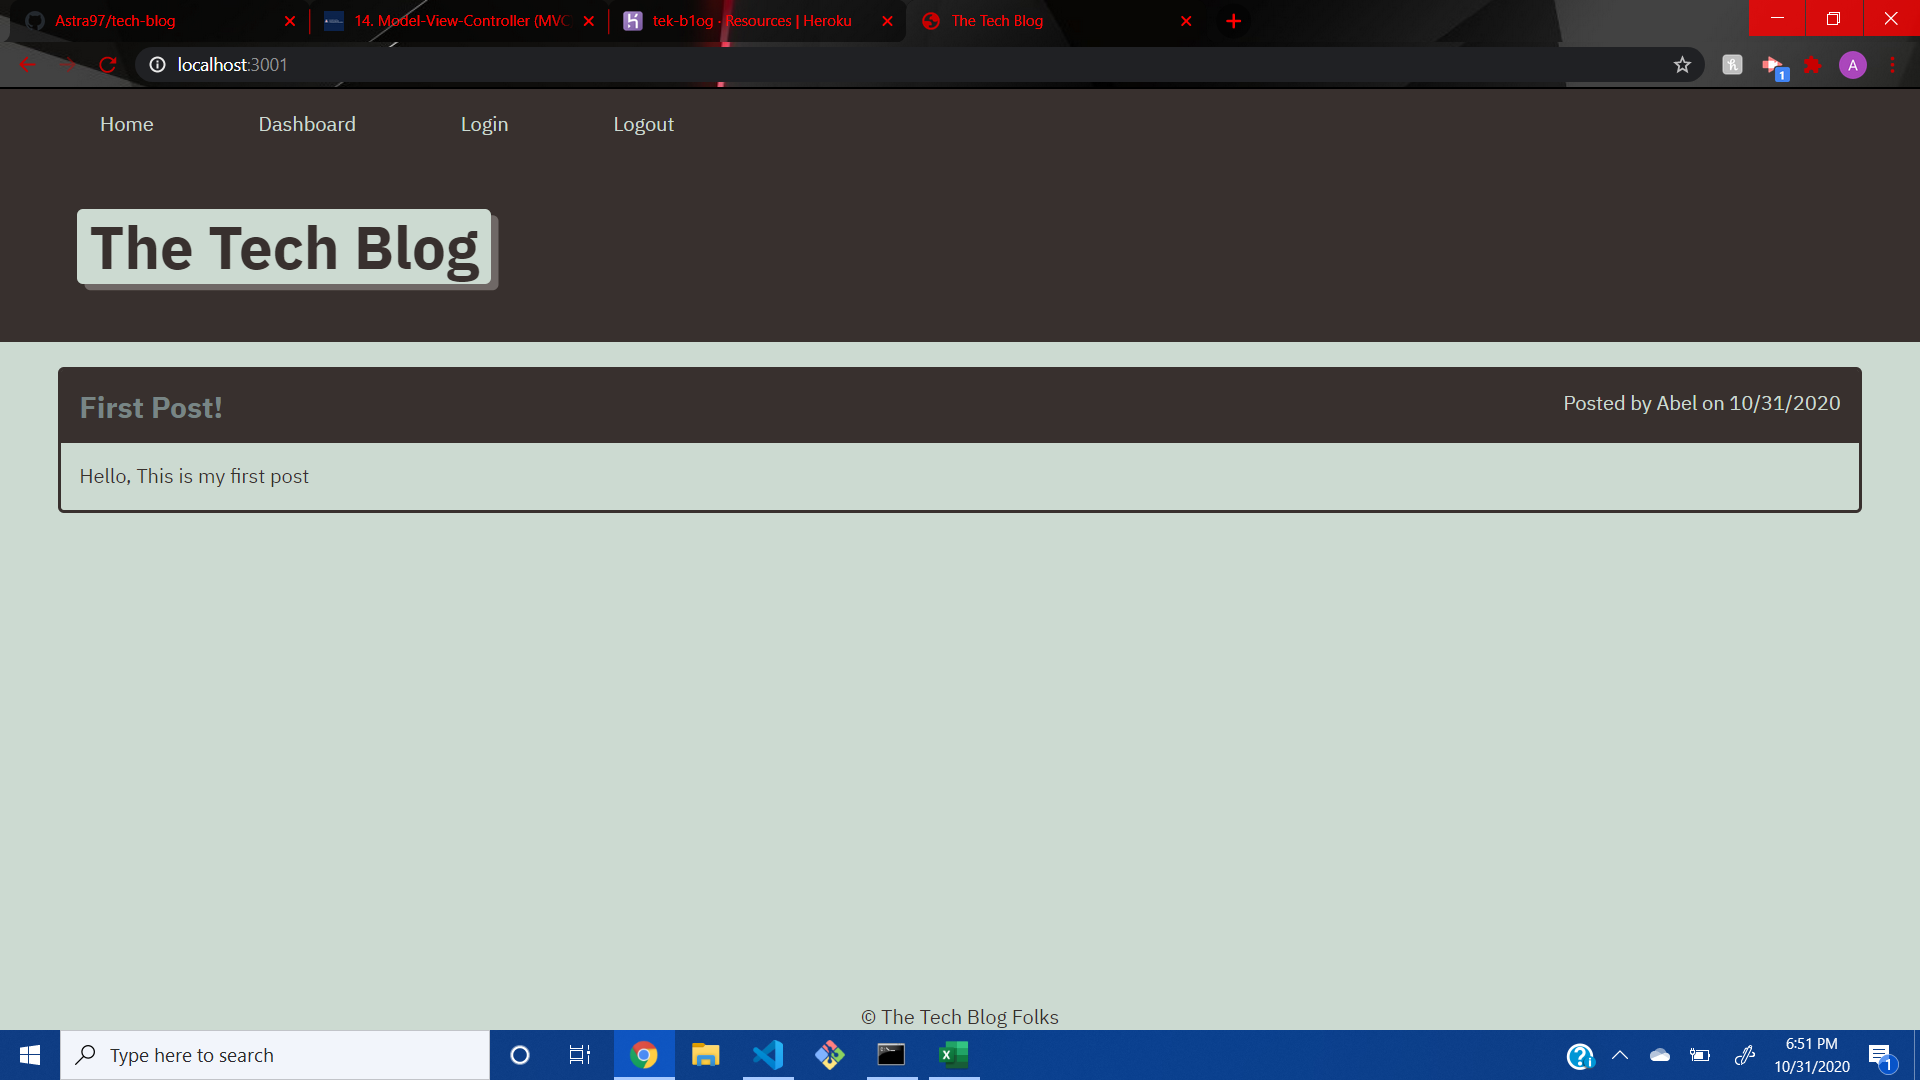 Astra97/tech-blog
14. Model-View-Controller (MVC
tek-b1og · Resources | Heroku
The Tech Blog
localhost:3001
A
1
Home Dashboard Login Logout
The Tech Blog
First Post!
Posted by Abel on 10/31/2020
Hello, This is my first post
© The Tech Blog Folks
Type here to search
6:51 PM
10/31/2020
1